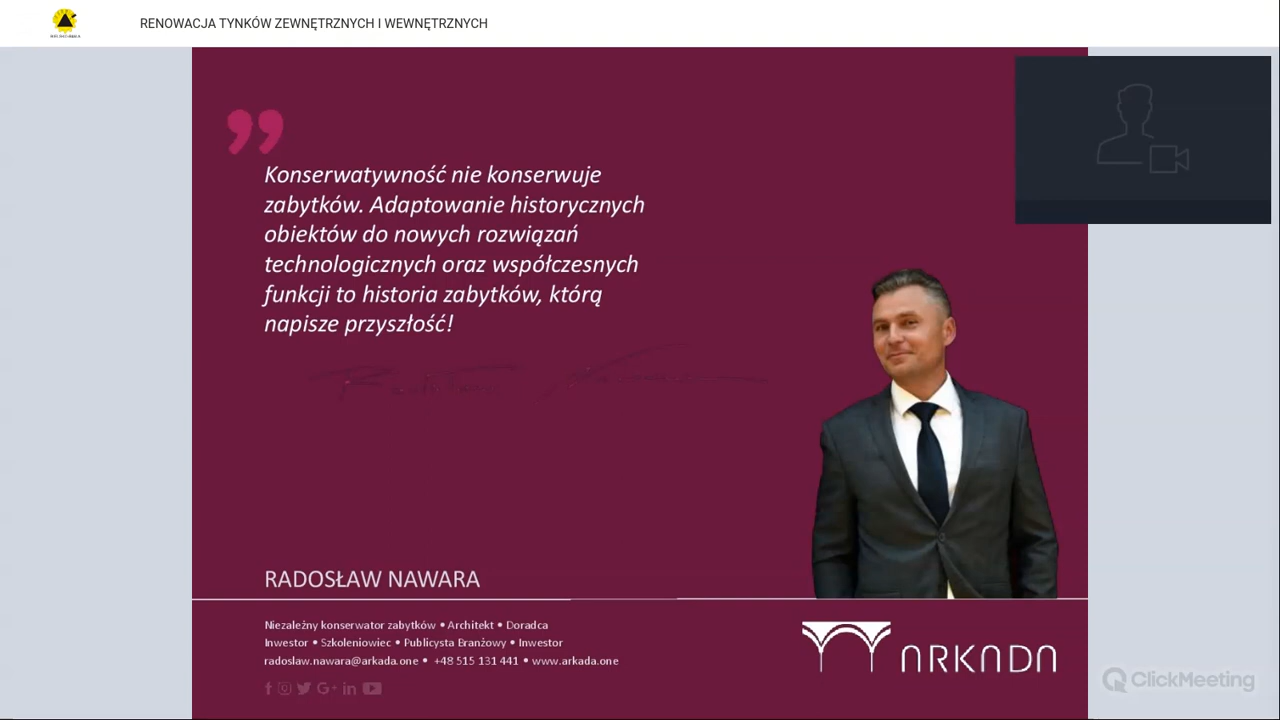 RENOWACJA TYNKÓW ZEWNĘTRZNYCH I WEWNĘTRZNYCH
Konserwatywność nie konserwuje
zabytków. Adaptowanie historycznych
obiektów do nowych rozwiązań
technologicznych oraz współczesnych
funkcji to historia zabytków, którą
napisze przyszłość!
RADOSŁAW NAWARA
Niezależny konserwator zabytków • Architekt • Doradca
Inwestor • Szkoleniowiec • Publicysta Branżowy • Inwestor
radoslaw.nawara@arkada.one • +48 515 131 441 • www.arkada.one
ARKADA
ClickMeeting